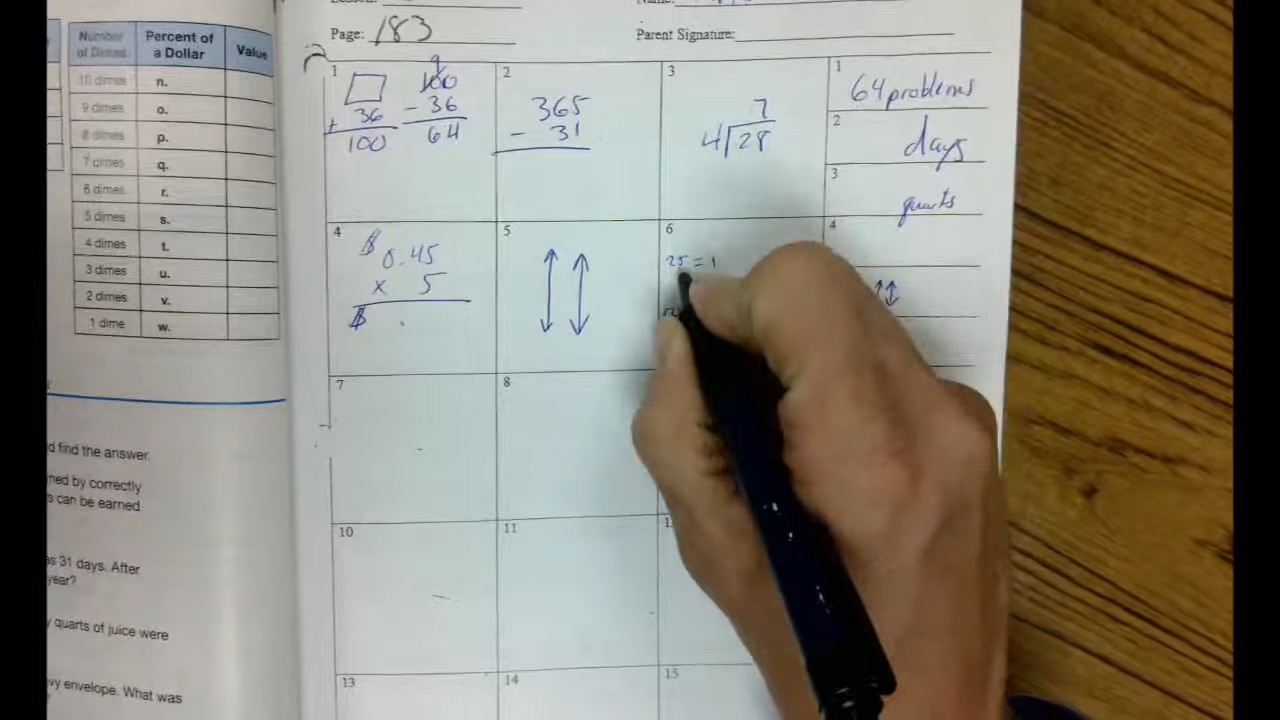 Page: 183
Parent Signature:
Number of Dimes
Percent of a Dollar
Value
10 dimes n.
9 dimes o.
8 dimes p.
7 dimes q.
6 dimes r.
5 dimes s.
4 dimes t.
3 dimes u.
2 dimes v.
1 dime w.
d find the answer.
ned by correctly
s can be earned
as 31 days. After
year?
y quarts of juice were
vy envelope. What was
1
+ 36
100
9
100
- 36
64
2
365
- 31
3
7
4 28
1
64 problems
2
days
3
quarts
4
$0.45
x 5
$ .
5
6
25 = 1
4
7
8
10
11
13
14
15